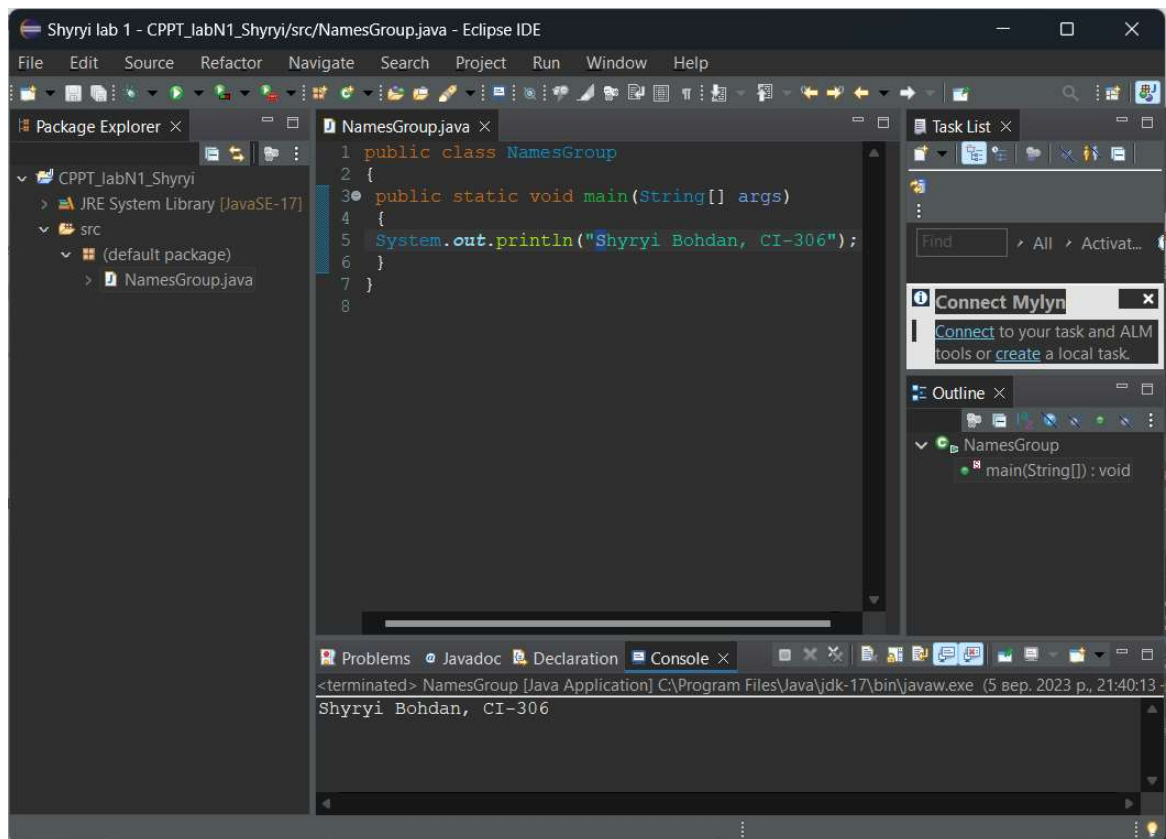 Shyryi lab 1 - CPPT_labN1_Shyryi/src/NamesGroup.java - Eclipse IDE
File Edit Source Refactor Navigate Search Project Run Window Help
Package Explorer
CPPT_labN1_Shyryi
JRE System Library [JavaSE-17]
src
(default package)
NamesGroup.java
NamesGroup.java
1 public class NamesGroup
2 {
3 public static void main(String[] args)
4 {
5 System.out.println("Shyryi Bohdan, CI-306");
6 }
7 }
8
Task List
Find All Activat...
Connect Mylyn
Connect to your task and ALM
tools or create a local task.
Outline
NamesGroup
main(String[]) : void
Problems Javadoc Declaration Console
<terminated> NamesGroup [Java Application] C:\Program Files\Java\jdk-17\bin\javaw.exe (5 вер. 2023 р., 21:40:13 -
Shyryi Bohdan, CI-306